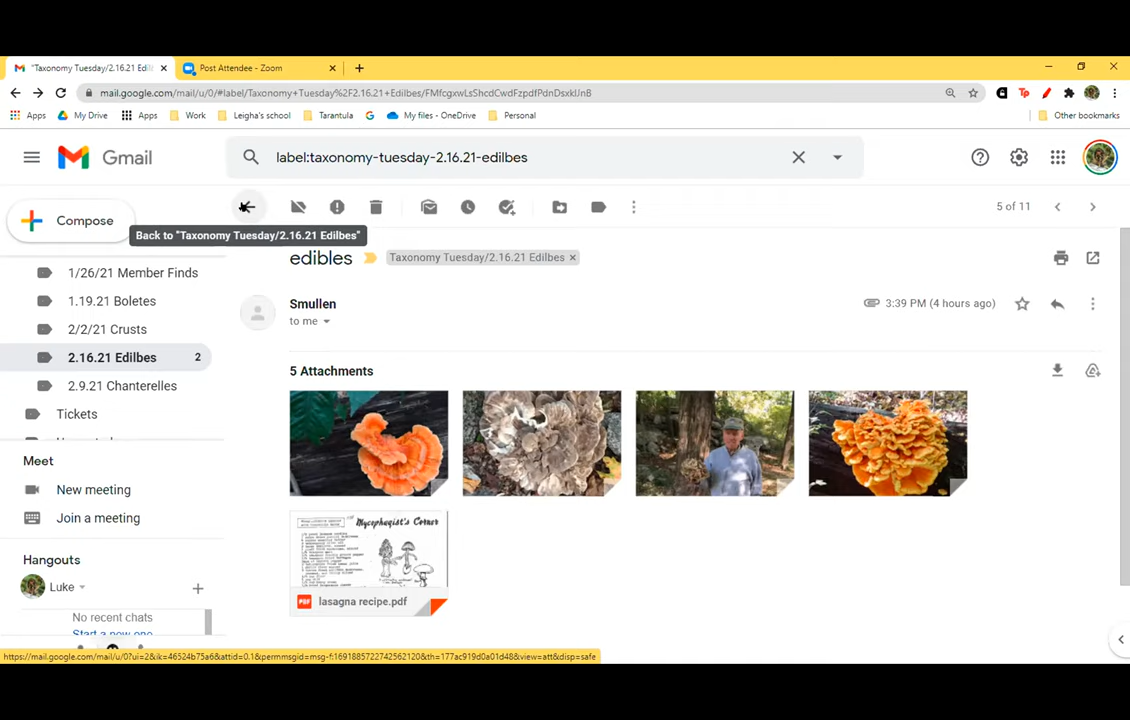 "Taxonomy Tuesday/2.16.21 Edil
Post Attendee - Zoom
mail.google.com/mail/u/0/#label/Taxonomy+Tuesday%2F2.16.21+Edilbes/FMfcgxwLsShcdCwdFzpdfPdnDsxklJnB
Apps
My Drive
Apps
Work
Leigha's school
Tarantula
My files - OneDrive
Personal
Other bookmarks
Gmail
label:taxonomy-tuesday-2.16.21-edilbes
Compose
5 of 11
Back to "Taxonomy Tuesday/2.16.21 Edilbes"
edibles
Taxonomy Tuesday/2.16.21 Edilbes ×
1/26/21 Member Finds
1.19.21 Boletes
2/2/21 Crusts
2.16.21 Edilbes 2
2.9.21 Chanterelles
Tickets
Smullen
3:39 PM (4 hours ago)
to me
5 Attachments
Meet
New meeting
Join a meeting
Hangouts
Luke
No recent chats
Start a new one
Mycophagist's Corner
PDF
lasagna recipe.pdf
https://mail.google.com/mail/u/0?ui=2&ik=46524b75a6&attid=0.1&permmsgid=msg-f:1691885722742562120&th=177ac919d0a01d48&view=att&disp=safe